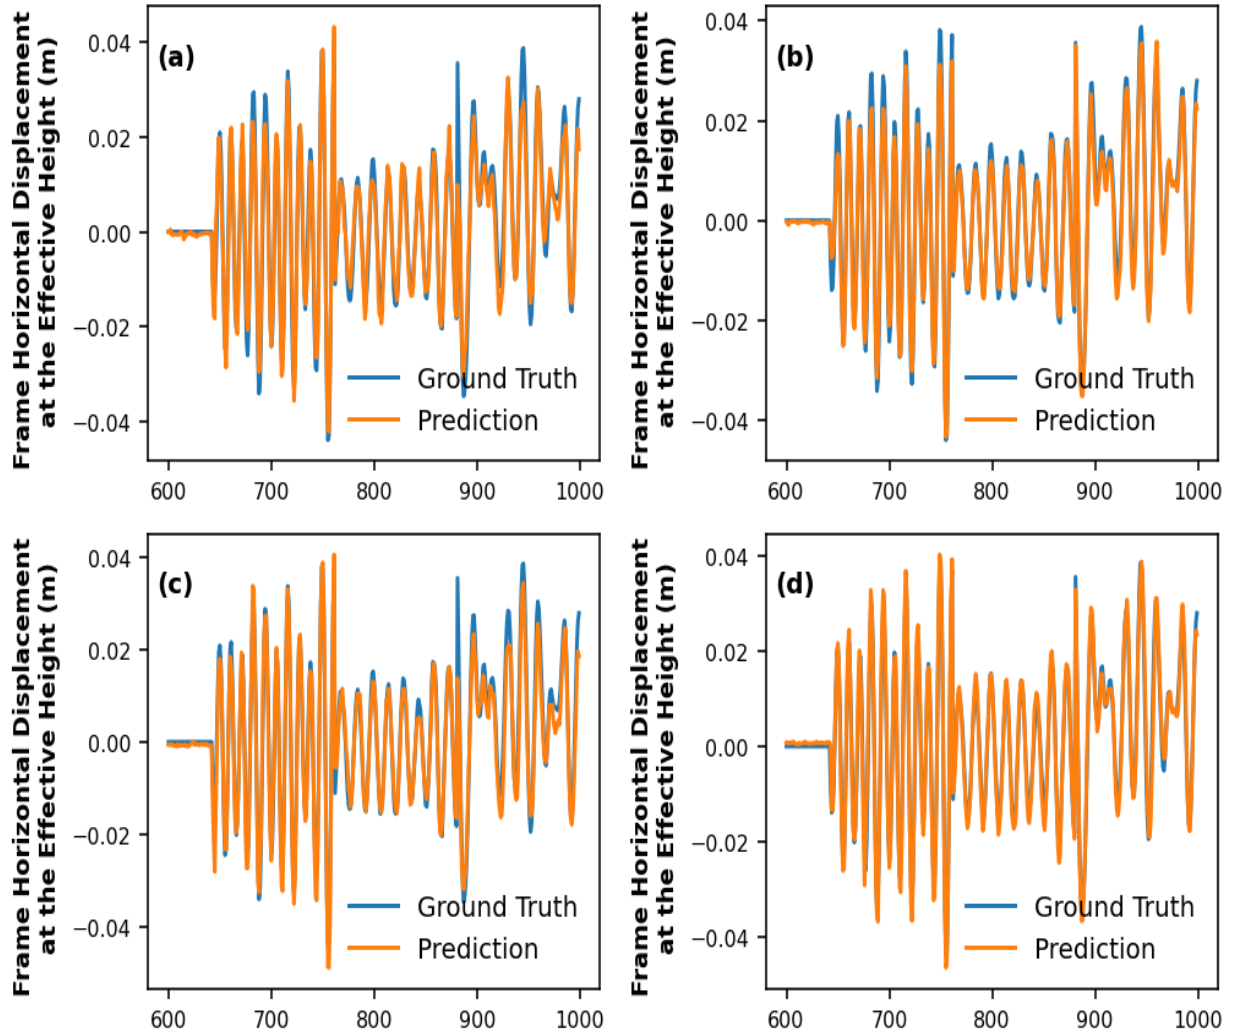 Frame Horizontal Displacement
at the Effective Height (m)
0.04
0.02
0.00
−0.02
−0.04
(a)
Ground Truth
Prediction
600
700
800
900
1000
Frame Horizontal Displacement
at the Effective Height (m)
0.04
0.02
0.00
−0.02
−0.04
(b)
Ground Truth
Prediction
600
700
800
900
1000
Frame Horizontal Displacement
at the Effective Height (m)
0.04
0.02
0.00
−0.02
−0.04
(c)
Ground Truth
Prediction
600
700
800
900
1000
Frame Horizontal Displacement
at the Effective Height (m)
0.04
0.02
0.00
−0.02
−0.04
(d)
Ground Truth
Prediction
600
700
800
900
1000